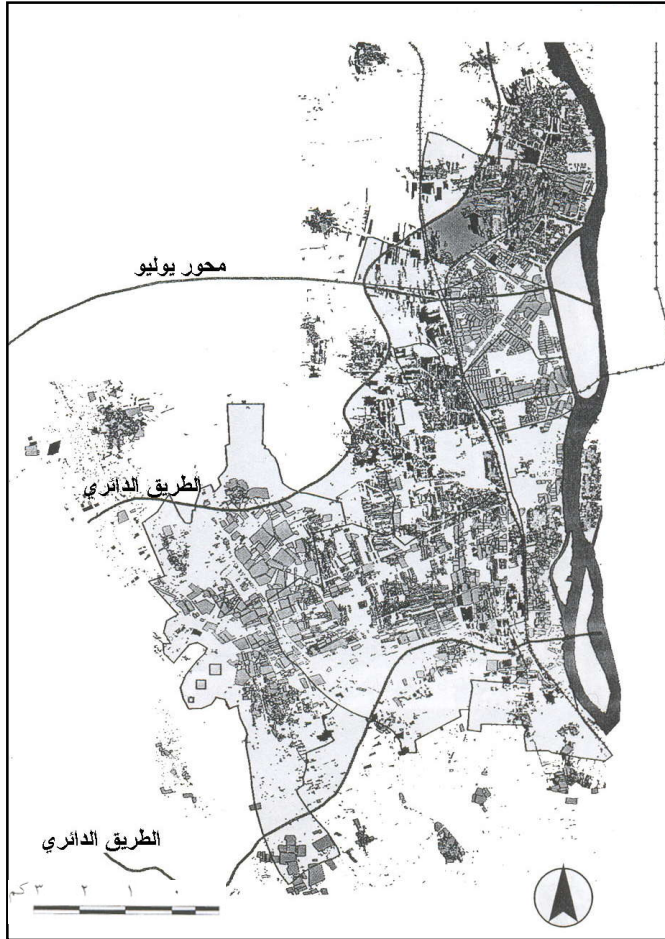 محور يوليو
الطريق الدائري
الطريق الدائري
٠ ١ ٢ ٣ كم